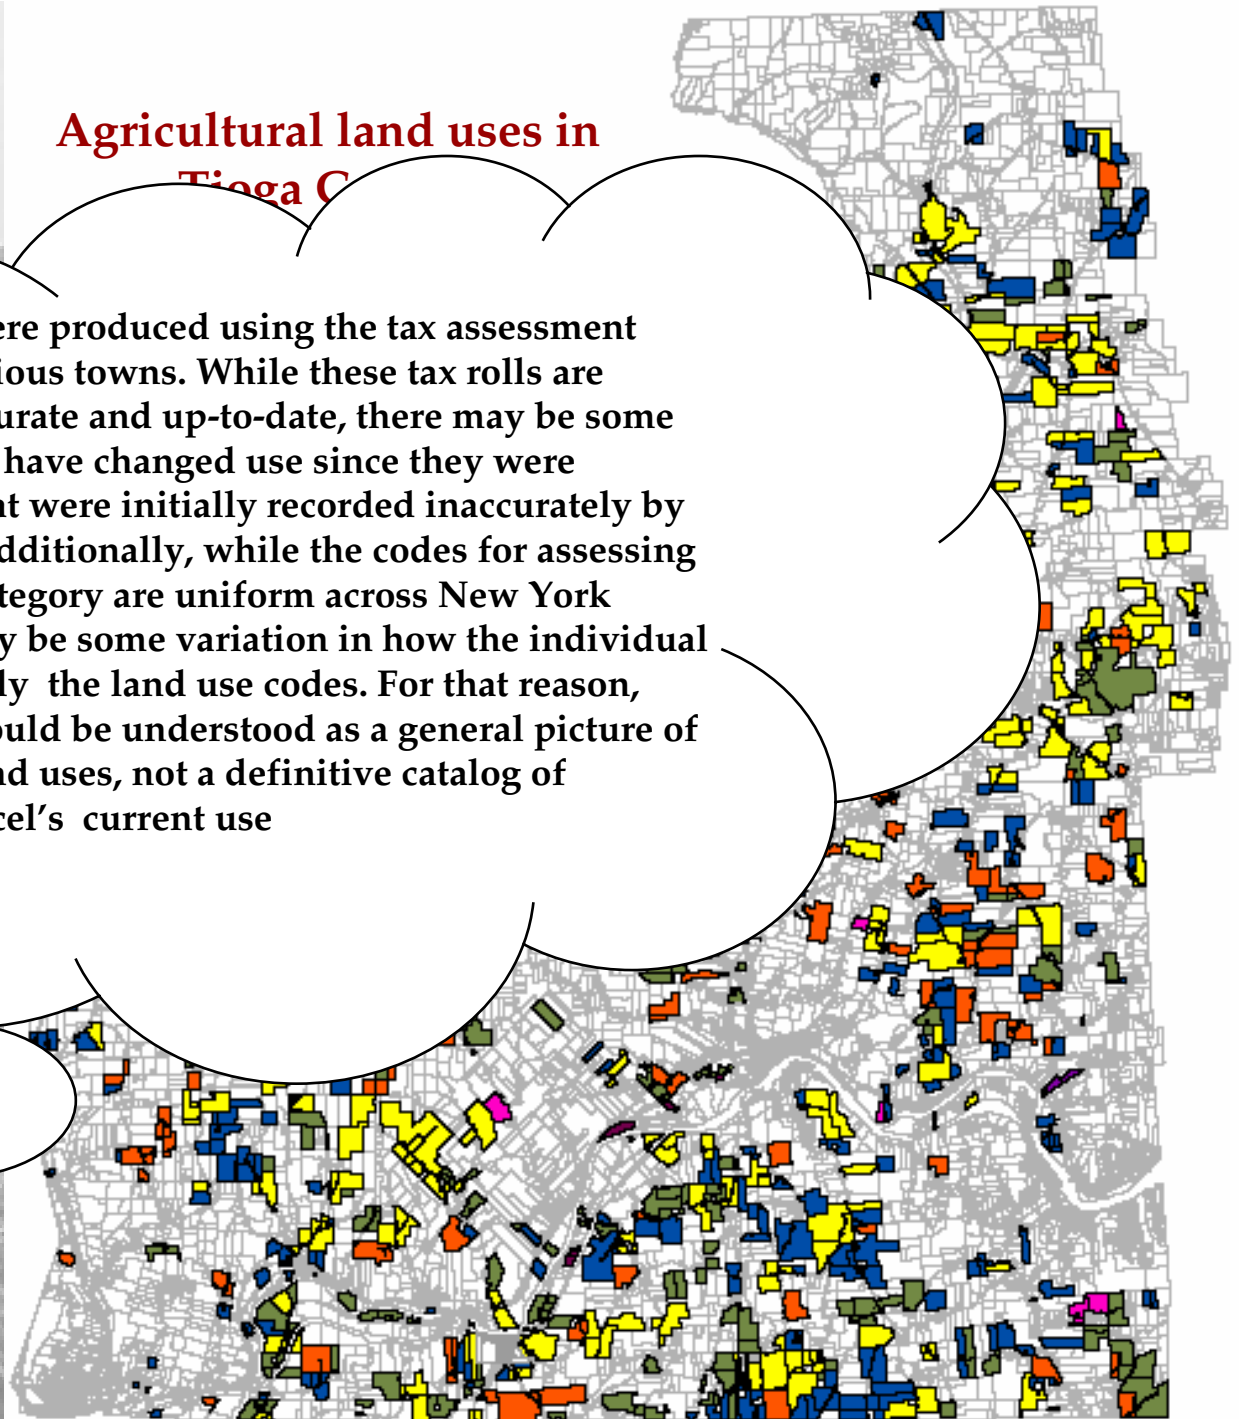 Agricultural land uses in
Tioga C
ere produced using the tax assessment
ious towns. While these tax rolls are
urate and up-to-date, there may be some
have changed use since they were
nt were initially recorded inaccurately by
dditionally, while the codes for assessing
tegory are uniform across New York
y be some variation in how the individual
ly the land use codes. For that reason,
ould be understood as a general picture of
nd uses, not a definitive catalog of
cel’s current use